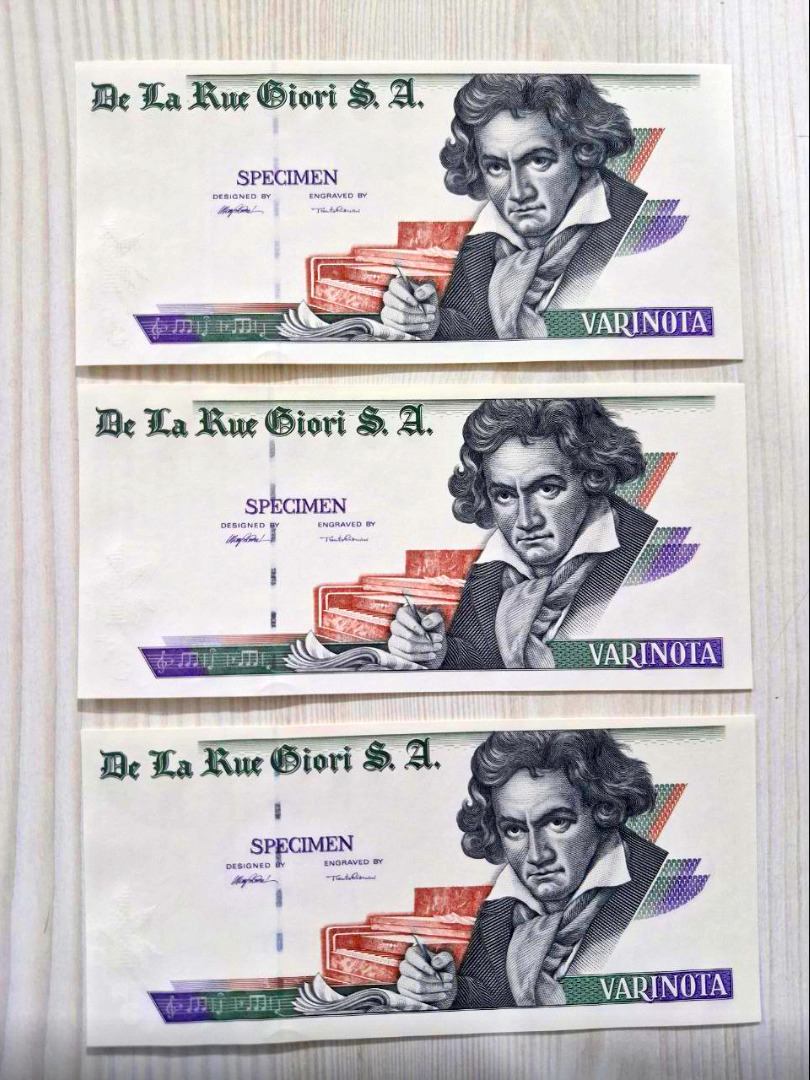 De La Rue Giori S. A.
SPECIMEN
DESIGNED BY ENGRAVED BY
VARINOTA
De La Rue Giori S. A.
SPECIMEN
DESIGNED BY ENGRAVED BY
VARINOTA
De La Rue Giori S. A.
SPECIMEN
DESIGNED BY ENGRAVED BY
VARINOTA